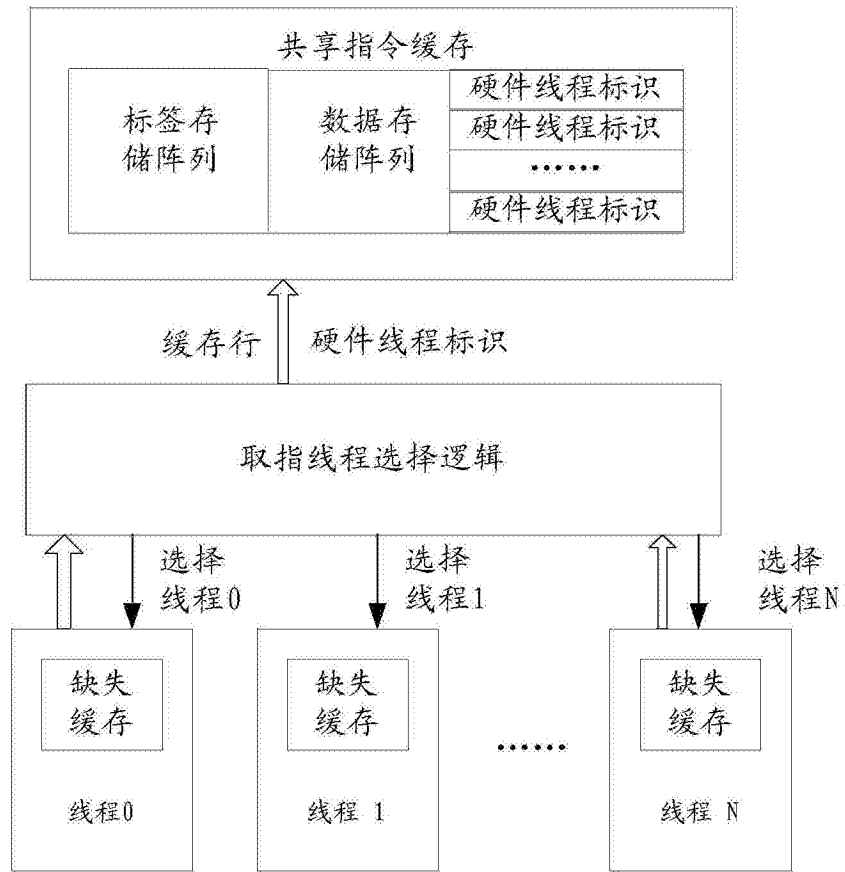 共享指令缓存
标签存
储阵列
数据存
储阵列
硬件线程标识
硬件线程标识
······
硬件线程标识
缓存行
硬件线程标识
取指线程选择逻辑
选择
线程0
选择
线程1
选择
线程N
缺失
缓存
线程0
缺失
缓存
线程 1
······
缺失
缓存
线程 N